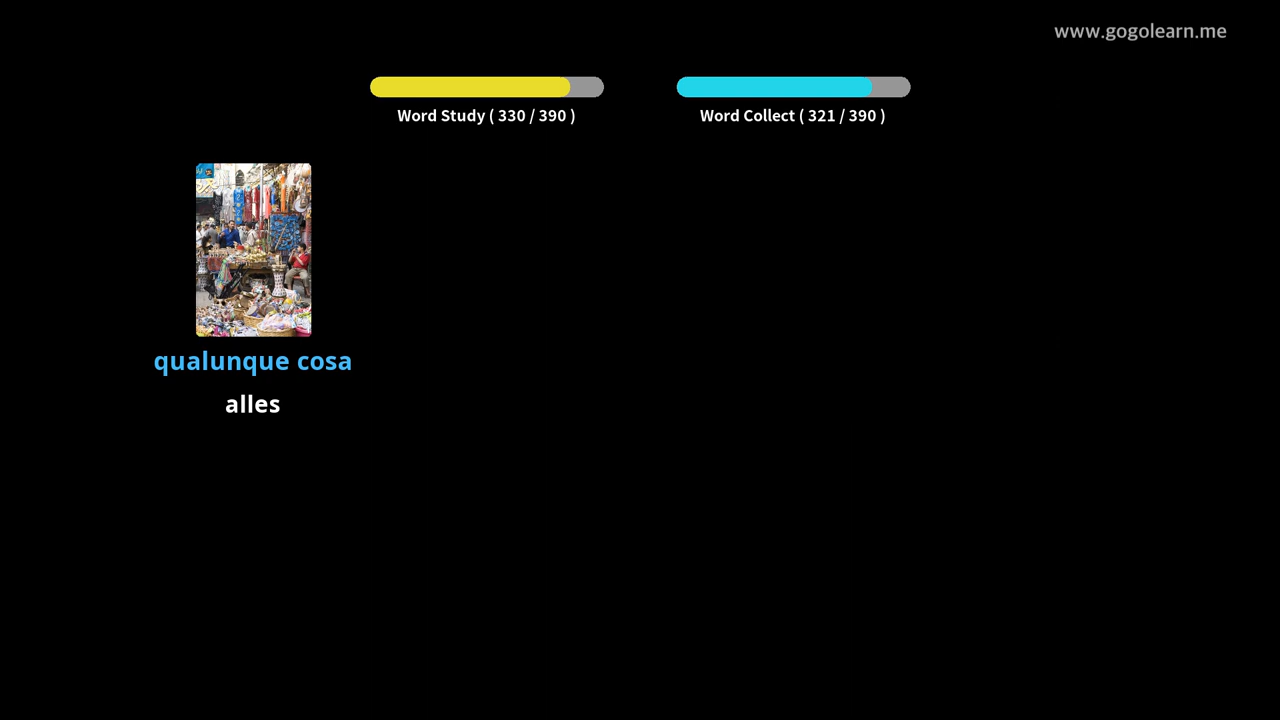 www.gogolearn.me
Word Study ( 330 / 390 )
Word Collect ( 321 / 390 )
qualunque cosa
alles